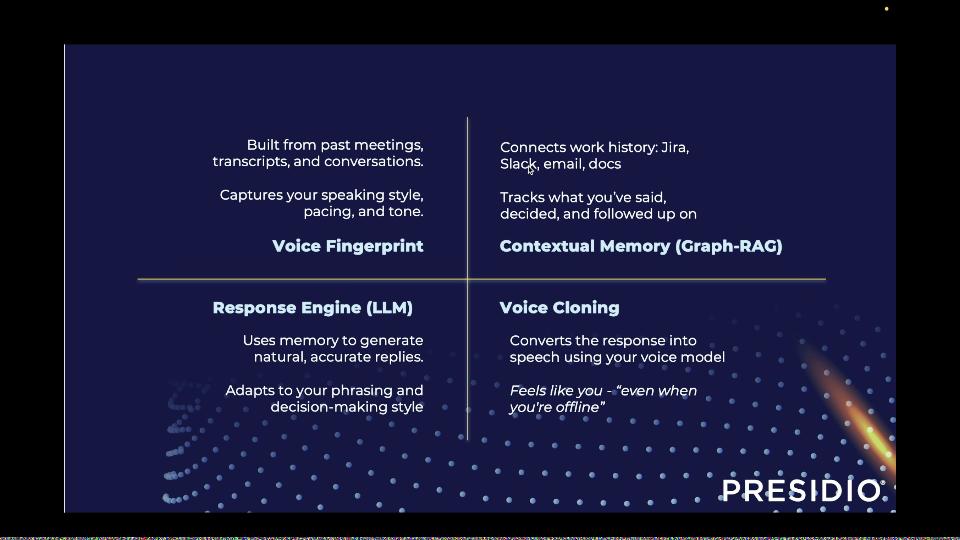 Built from past meetings,
transcripts, and conversations.
Captures your speaking style,
pacing, and tone.
Voice Fingerprint
Connects work history: Jira,
Slack, email, docs
Tracks what you've said,
decided, and followed up on
Contextual Memory (Graph-RAG)
Response Engine (LLM)
Uses memory to generate
natural, accurate replies.
Adapts to your phrasing and
decision-making style
Voice Cloning
Converts the response into
speech using your voice model
Feels like you - “even when
you're offline”
PRESIDIO®